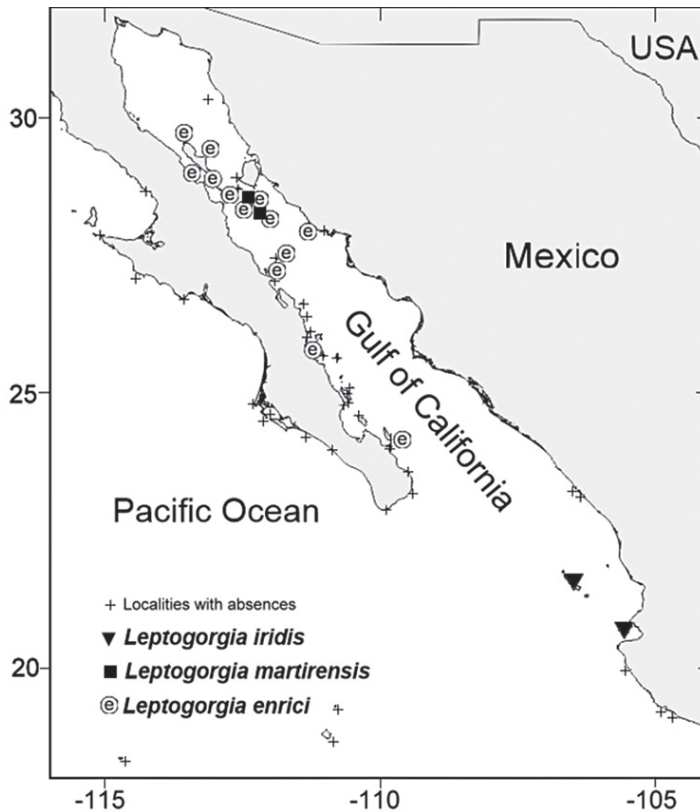 USA
30
Mexico
Gulf of California
25
Pacific Ocean
+ Localities with absences
▼ Leptogorgia iridis
■ Leptogorgia martirensis
ⓔ Leptogorgia enrici
20
-115
-110
-105
e
e
e
e
e
e
e
e
e
e
e
e
e